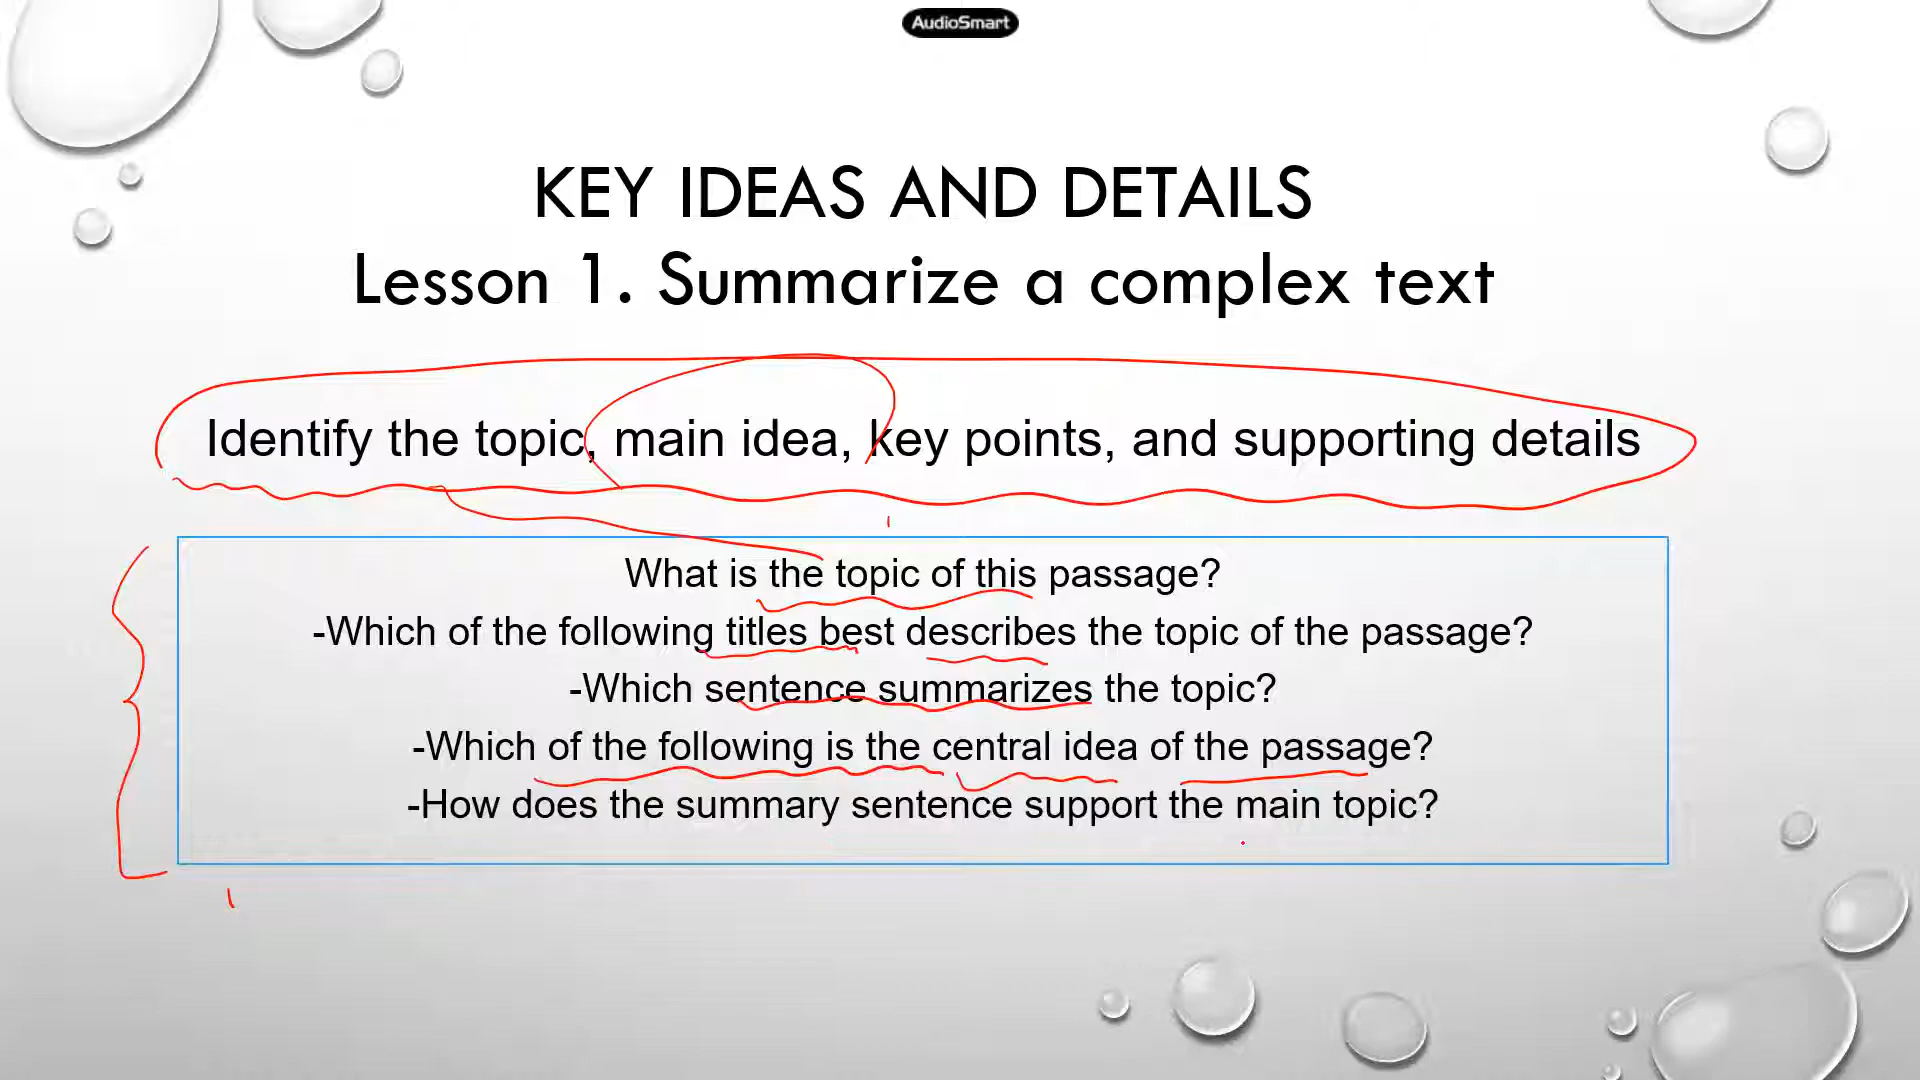 AudioSmart
KEY IDEAS AND DETAILS
Lesson 1. Summarize a complex text
Identify the topic, main idea, key points, and supporting details
What is the topic of this passage?
-Which of the following titles best describes the topic of the passage?
-Which sentence summarizes the topic?
-Which of the following is the central idea of the passage?
-How does the summary sentence support the main topic?